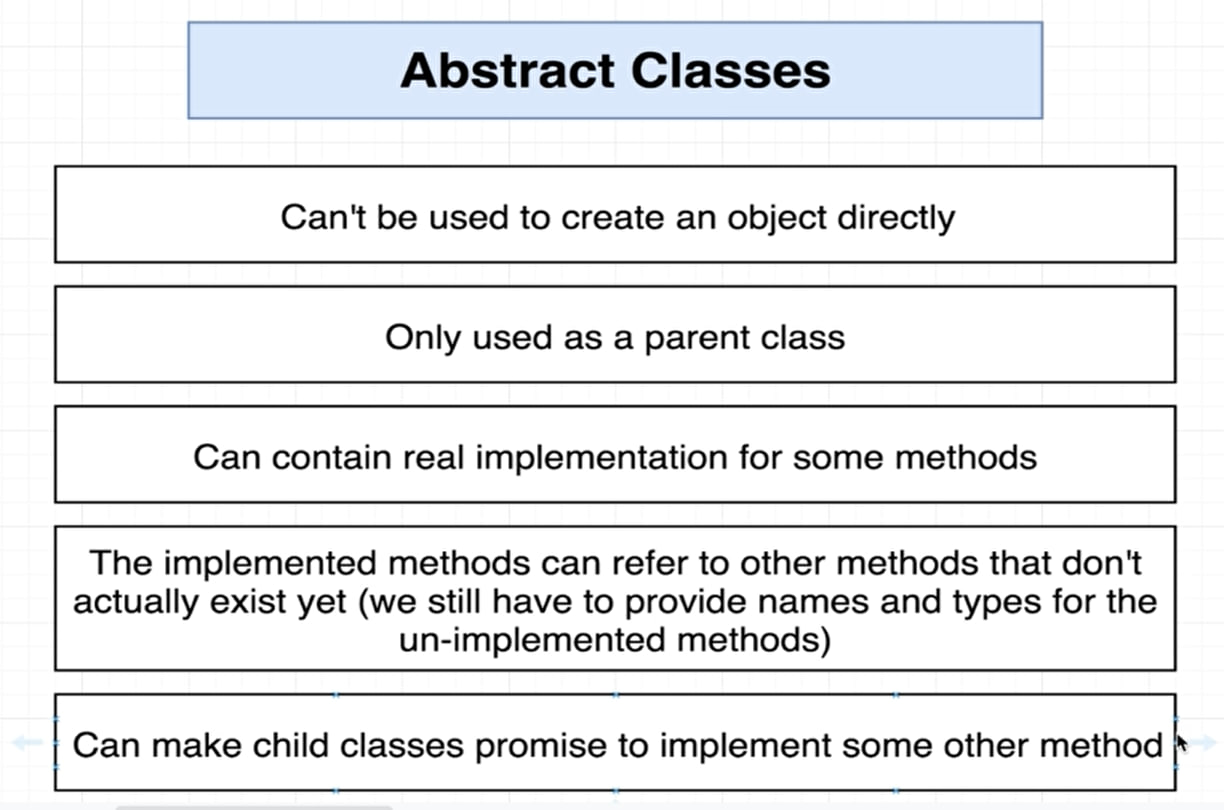 Abstract Classes
Can't be used to create an object directly
Only used as a parent class
Can contain real implementation for some methods
The implemented methods can refer to other methods that don't
actually exist yet (we still have to provide names and types for the
un-implemented methods)
Can make child classes promise to implement some other method